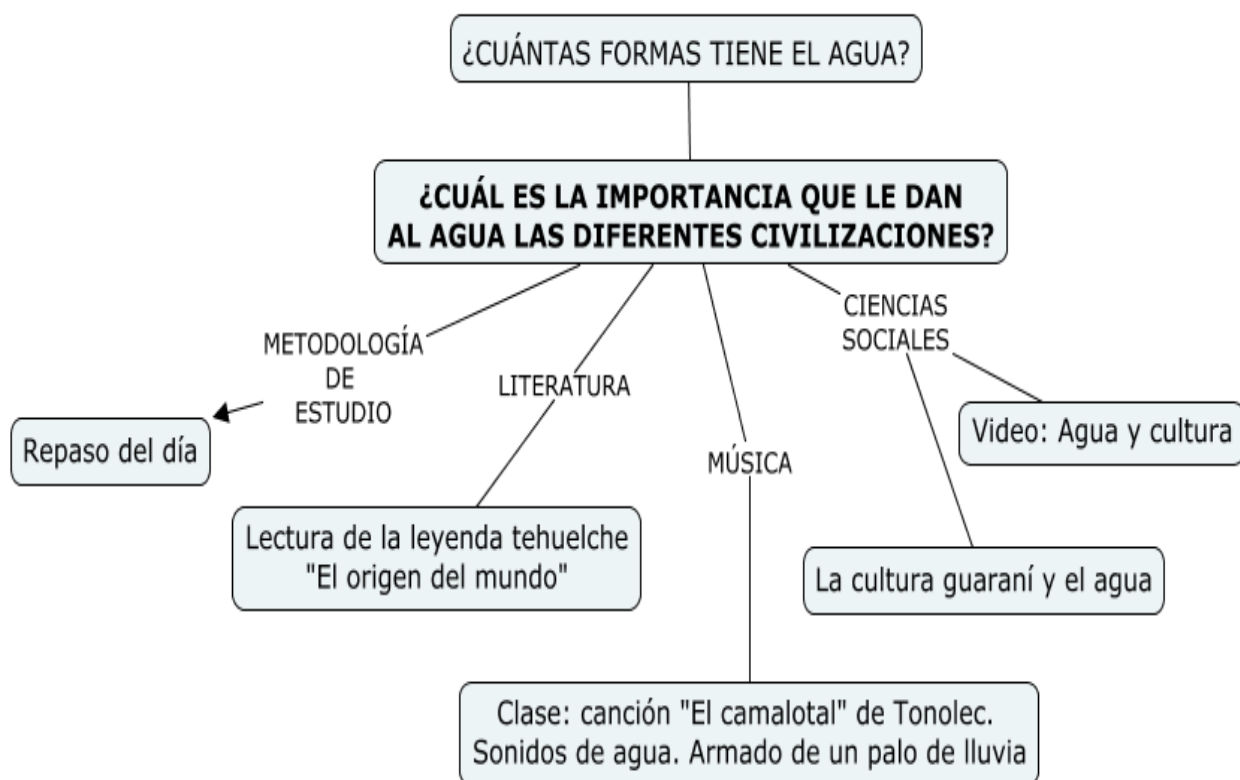 ¿CUÁNTAS FORMAS TIENE EL AGUA?
¿CUÁL ES LA IMPORTANCIA QUE LE DAN
AL AGUA LAS DIFERENTES CIVILIZACIONES?
METODOLOGÍA
DE
ESTUDIO
Repaso del día
LITERATURA
Lectura de la leyenda tehuelche
"El origen del mundo"
MÚSICA
Clase: canción "El camalotal" de Tonolec.
Sonidos de agua. Armado de un palo de lluvia
CIENCIAS
SOCIALES
La cultura guaraní y el agua
Video: Agua y cultura